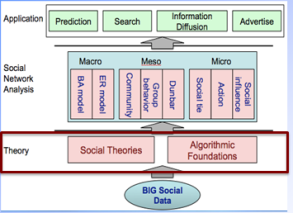 Application
Prediction
Search
Information
Diffusion
Advertise
Social
Network
Analysis
Macro
Meso
Micro
BA model
ER model
Community
Group
behavior
Dunbar
Social tie
Action
Social
influence
Theory
Social Theories
Algorithmic
Foundations
BIG Social
Data